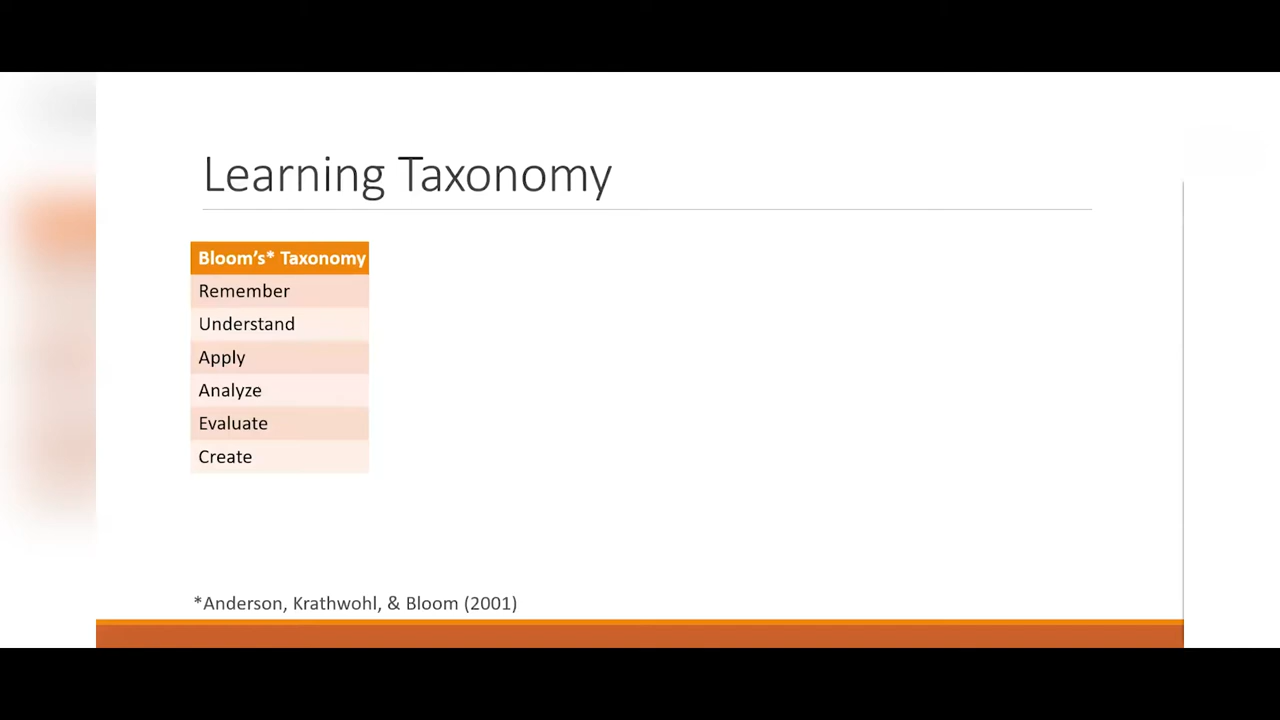 Learning Taxonomy
Bloom's* Taxonomy
Remember
Understand
Apply
Analyze
Evaluate
Create
*Anderson, Krathwohl, & Bloom (2001)